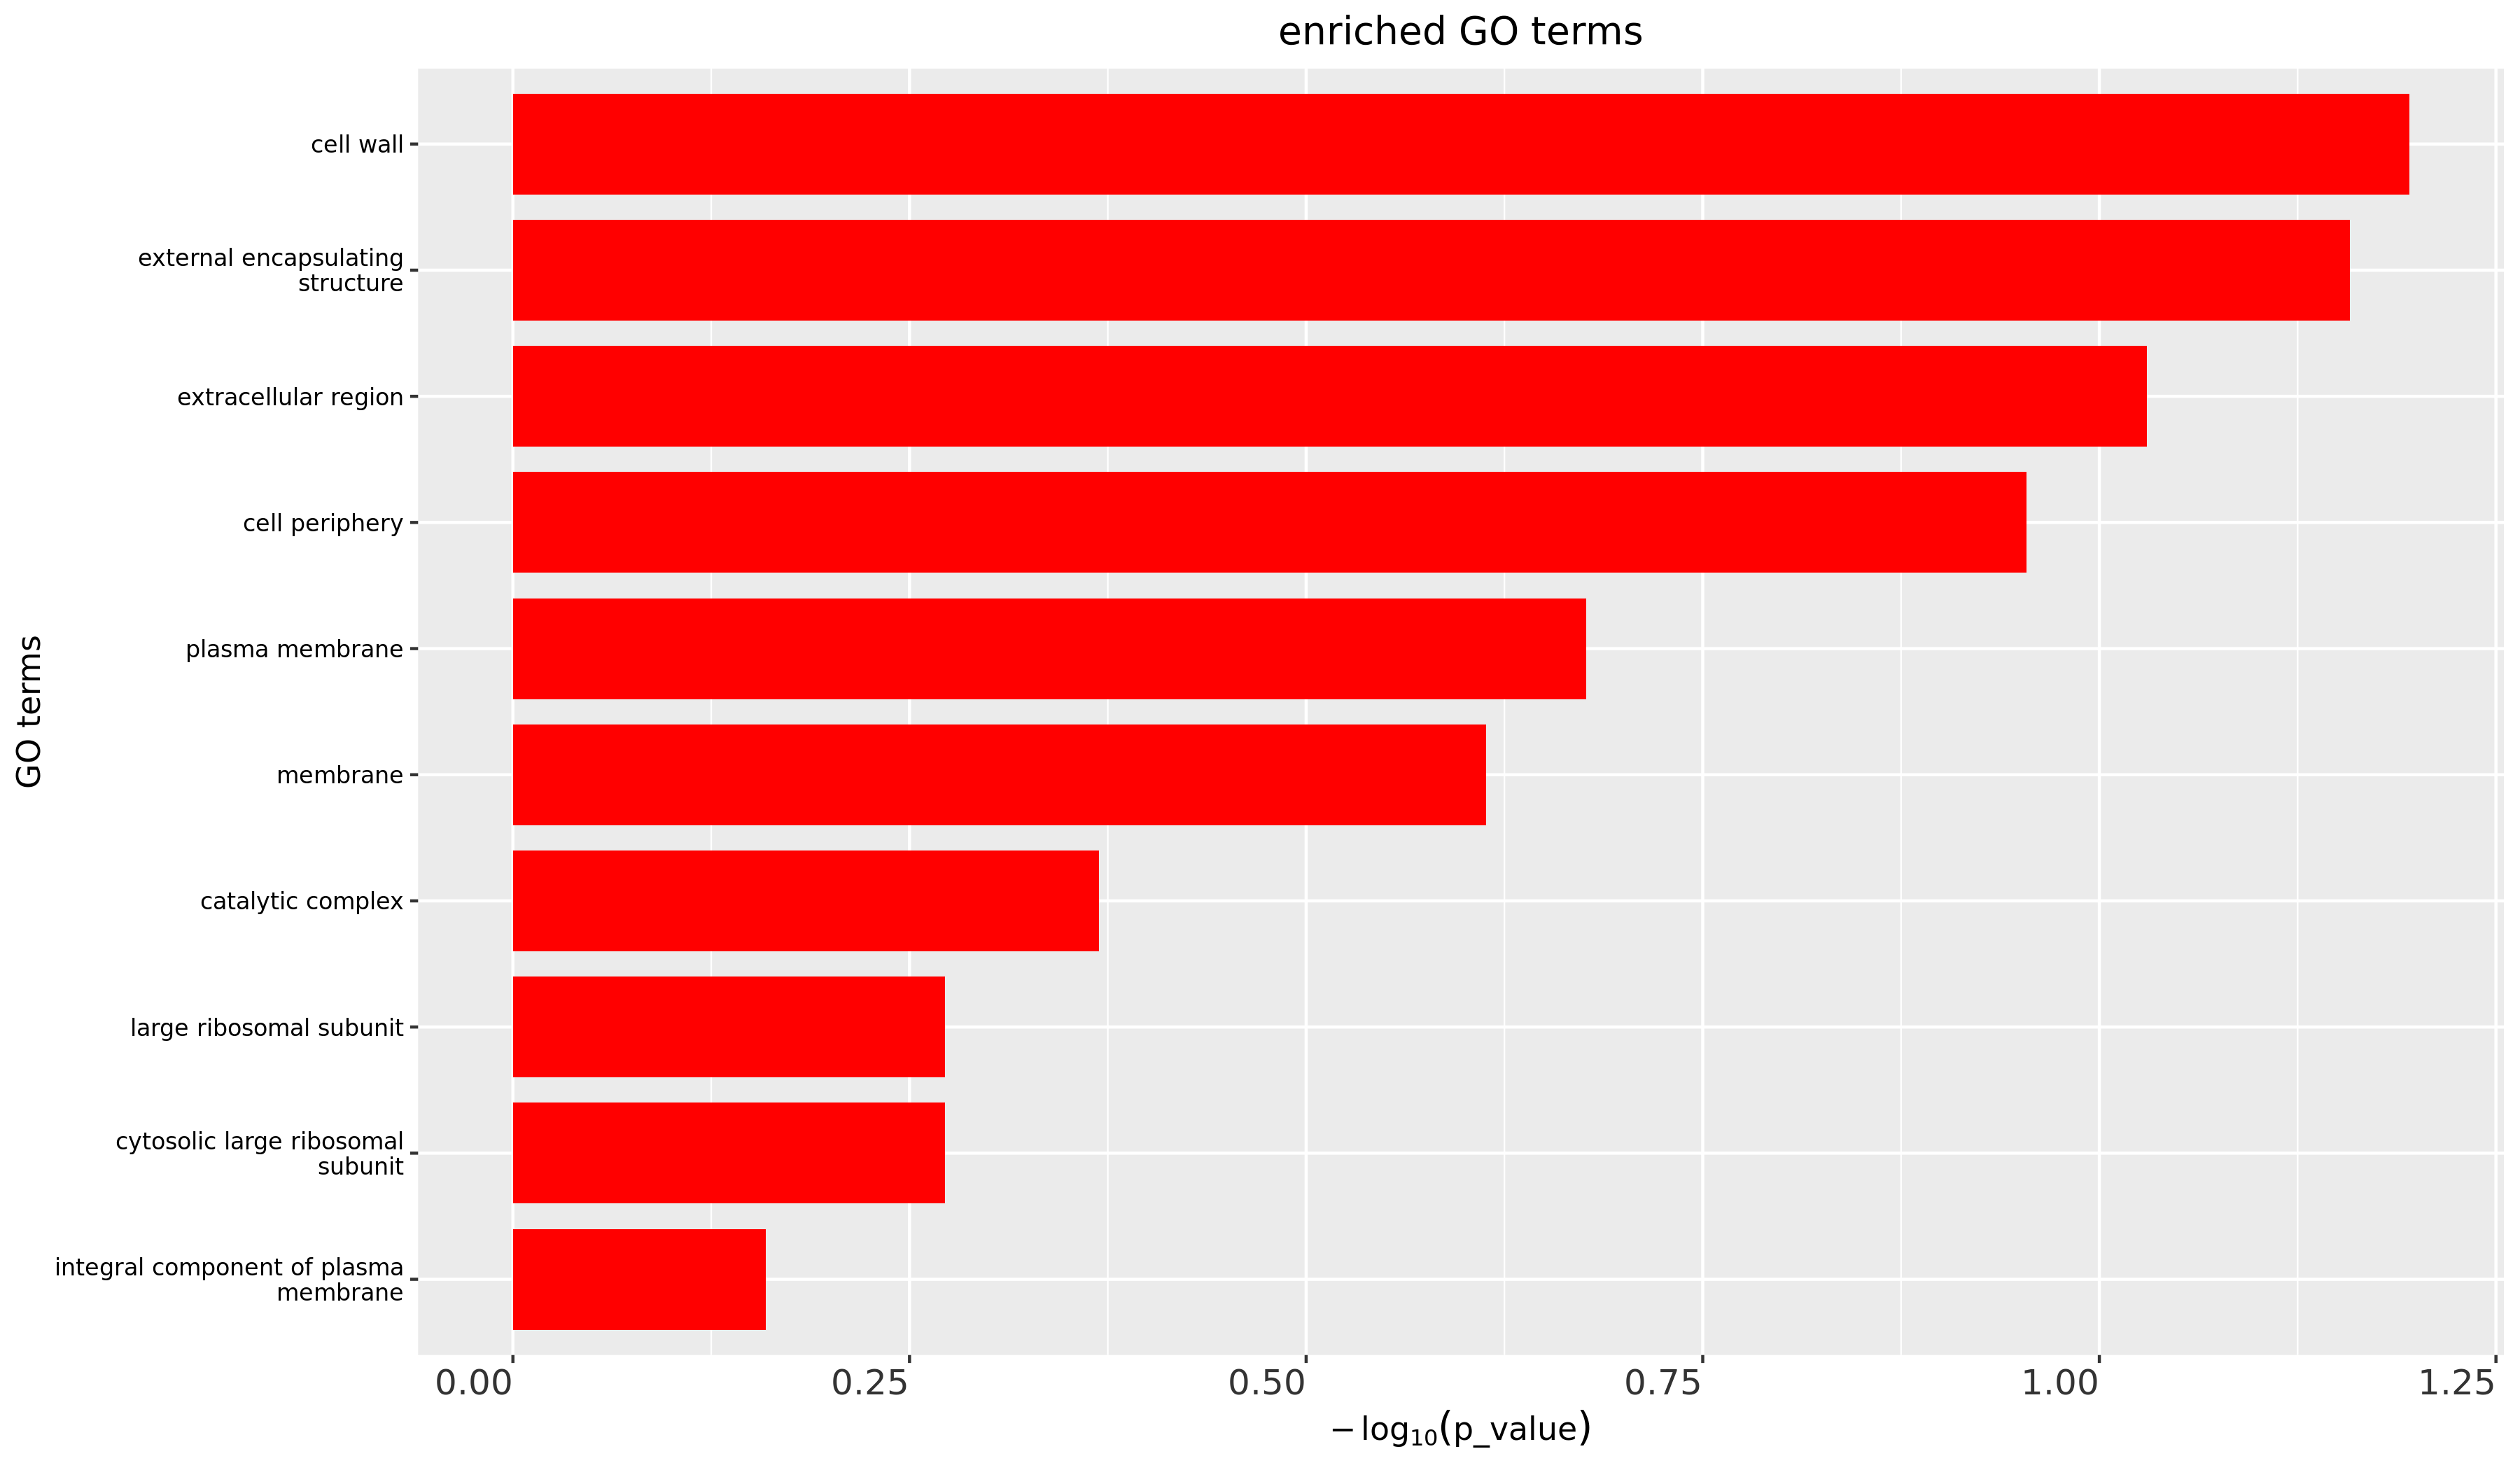 enriched GO terms
cell wall
external encapsulating
structure
extracellular region
cell periphery
plasma membrane
membrane
catalytic complex
large ribosomal subunit
cytosolic large ribosomal
subunit
integral component of plasma
membrane
GO terms
0.00 0.25 0.50 0.75 1.00 1.25
− log₁₀(p_value)